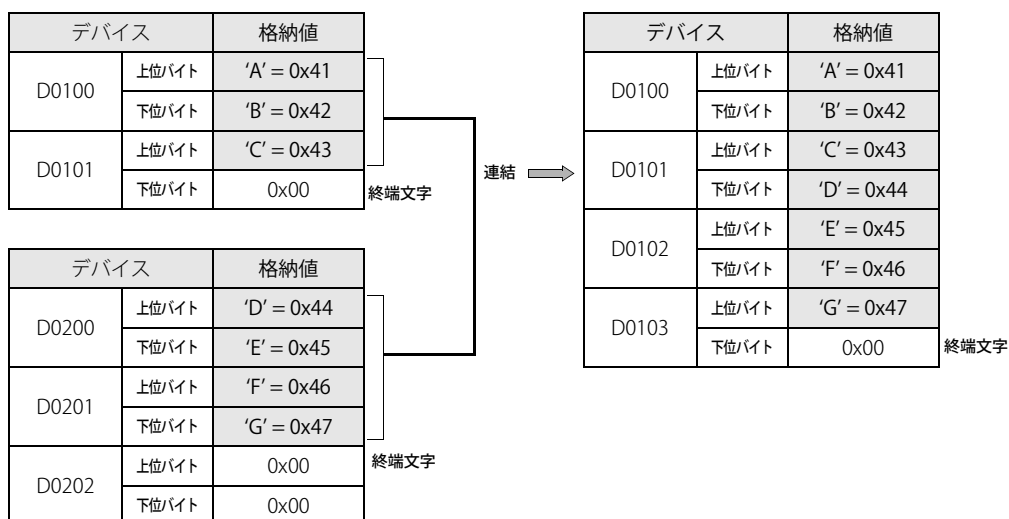 デバイス 格納値
D0100 上位バイト ‘A’ = 0x41
下位バイト ‘B’ = 0x42
D0101 上位バイト ‘C’ = 0x43
下位バイト 0x00 終端文字
デバイス 格納値
D0200 上位バイト ‘D’ = 0x44
下位バイト ‘E’ = 0x45
D0201 上位バイト ‘F’ = 0x46
下位バイト ‘G’ = 0x47
D0202 上位バイト 0x00 終端文字
下位バイト 0x00
連結
デバイス 格納値
D0100 上位バイト ‘A’ = 0x41
下位バイト ‘B’ = 0x42
D0101 上位バイト ‘C’ = 0x43
下位バイト ‘D’ = 0x44
D0102 上位バイト ‘E’ = 0x45
下位バイト ‘F’ = 0x46
D0103 上位バイト ‘G’ = 0x47
下位バイト 0x00 終端文字